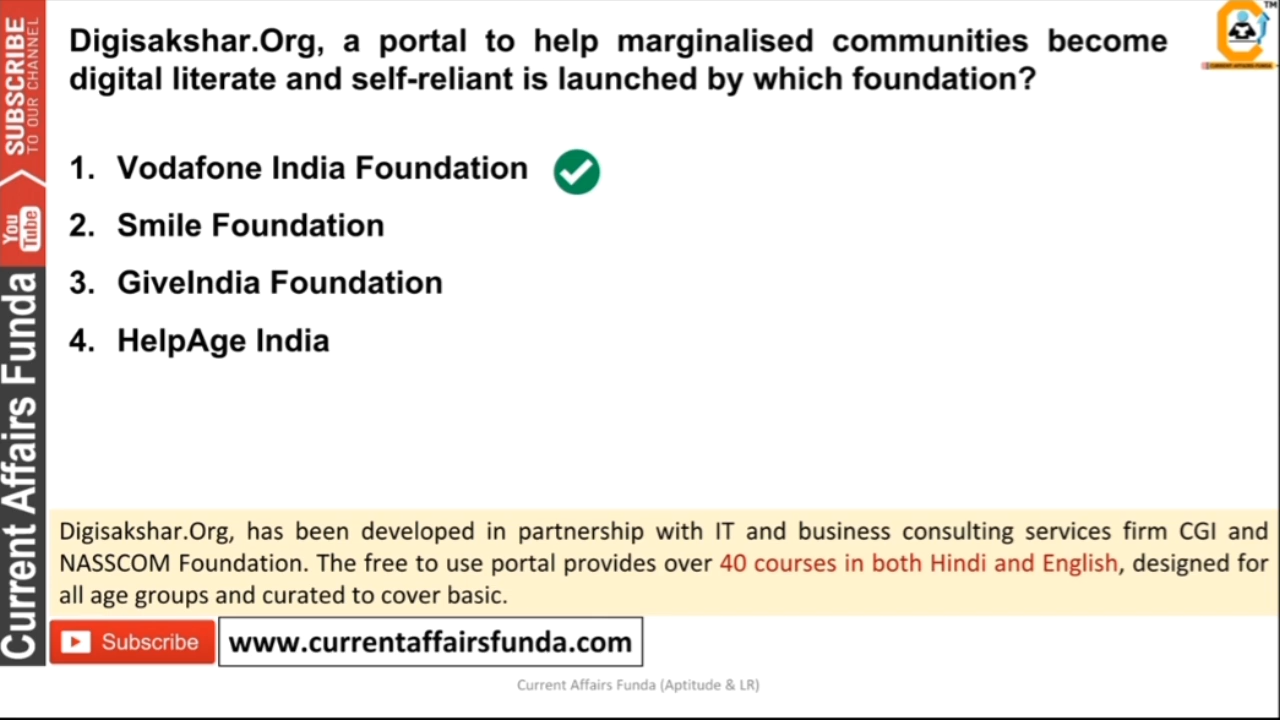 Digisakshar.Org, a portal to help marginalised communities become
digital literate and self-reliant is launched by which foundation?
1. Vodafone India Foundation
2. Smile Foundation
3. GiveIndia Foundation
4. HelpAge India
Digisakshar.Org, has been developed in partnership with IT and business consulting services firm CGI and
NASSCOM Foundation. The free to use portal provides over 40 courses in both Hindi and English, designed for
all age groups and curated to cover basic.
Subscribe
www.currentaffairsfunda.com
Current Affairs Funda (Aptitude & LR)
SUBSCRIBE
TO OUR CHANNEL
You
Tube
Current Affairs Funda
TM
CURRENT AFFAIRS FUNDA